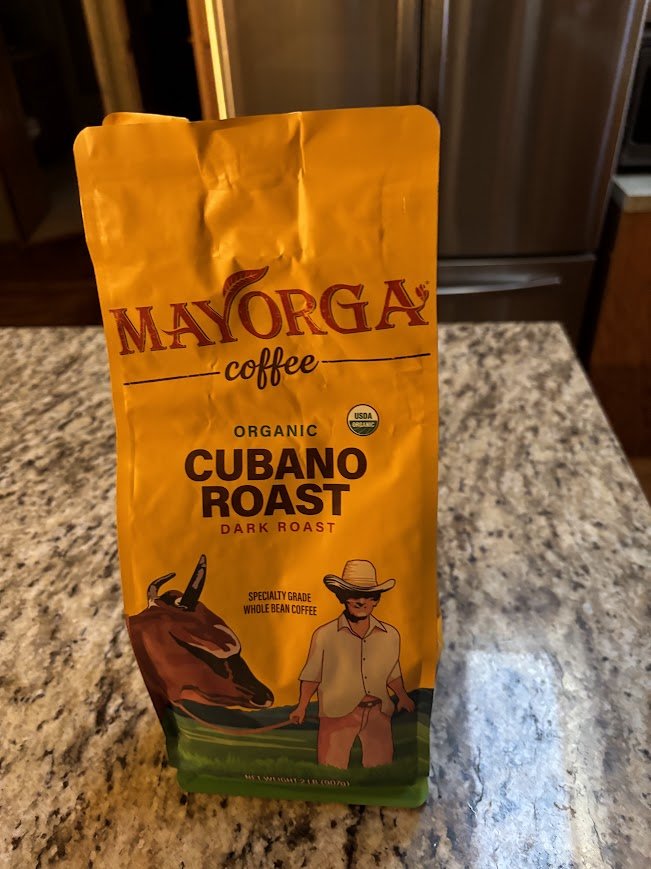 MAYORGA
coffee
USDA
ORGANIC
ORGANIC
CUBANO
ROAST
DARK ROAST
SPECIALTY GRADE
WHOLE BEAN COFFEE
NET WEIGHT 2 LB (907g)